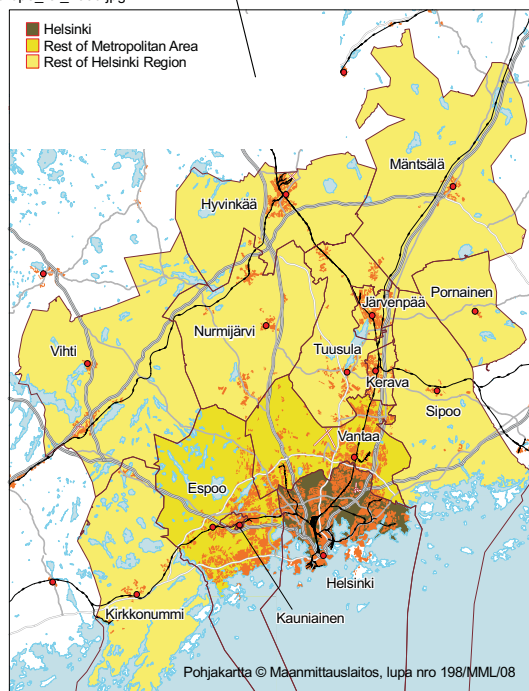 Helsinki
Rest of Metropolitan Area
Rest of Helsinki Region
Mäntsälä
Hyvinkää
Järvenpää
Pornainen
Nurmijärvi
Tuusula
Vihti
Kerava
Sipoo
Vantaa
Espoo
Helsinki
Kirkkonummi
Kauniainen
Pohjakartta © Maanmittauslaitos, lupa nro 198/MML/08